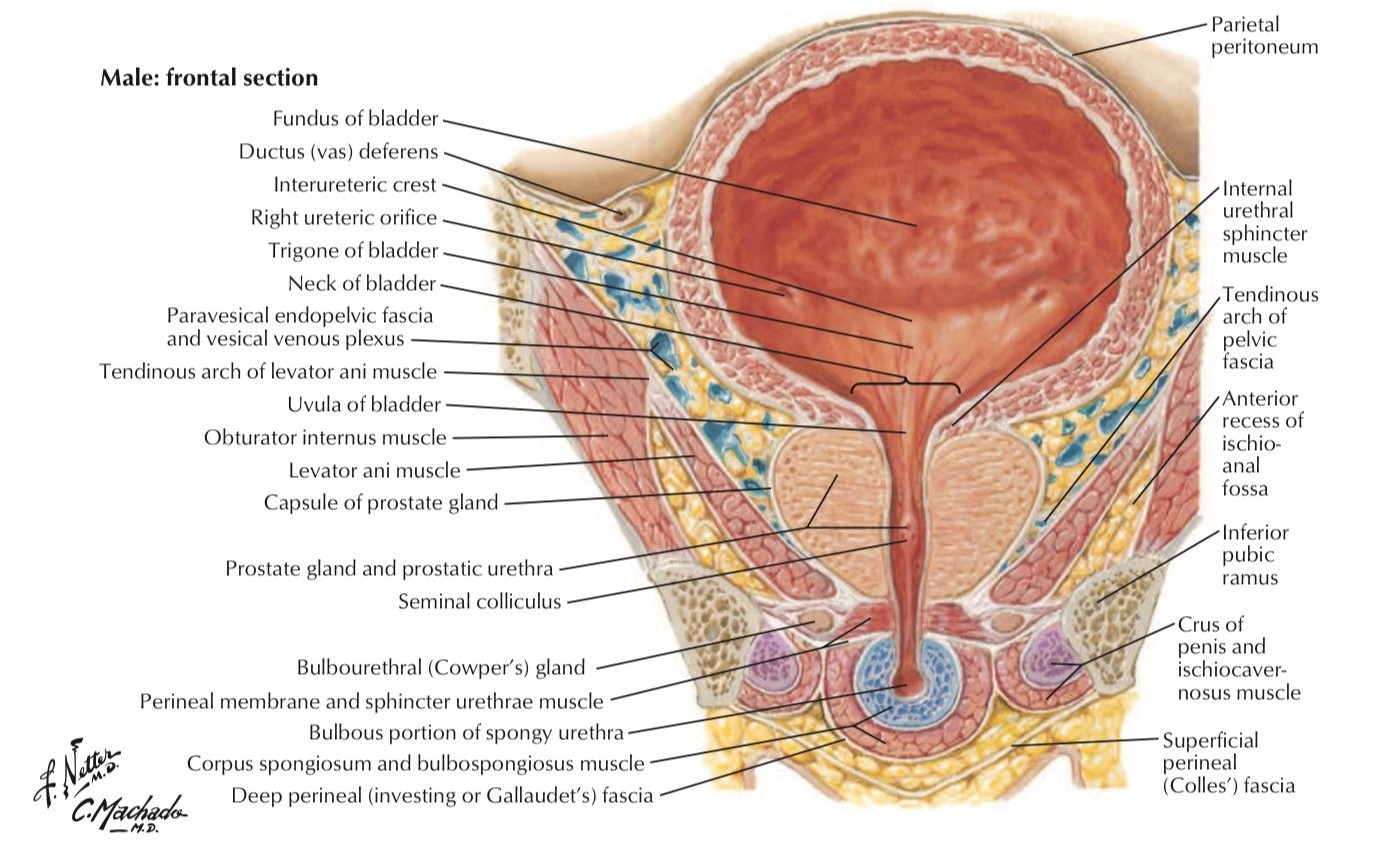 Male: frontal section
Fundus of bladder
Ductus (vas) deferens
Interureteric crest
Right ureteric orifice
Trigone of bladder
Neck of bladder
Paravesical endopelvic fascia
and vesical venous plexus
Tendinous arch of levator ani muscle
Uvula of bladder
Obturator internus muscle
Levator ani muscle
Capsule of prostate gland
Prostate gland and prostatic urethra
Seminal colliculus
Bulbourethral (Cowper's) gland
Perineal membrane and sphincter urethrae muscle
Bulbous portion of spongy urethra
Corpus spongiosum and bulbospongiosus muscle
Deep perineal (investing or Gallaudet's) fascia
Parietal
peritoneum
Internal
urethral
sphincter
muscle
Tendinous
arch of
pelvic
fascia
Anterior
recess of
ischio-
anal
fossa
Inferior
pubic
ramus
Crus of
penis and
ischiocaver-
nosus muscle
Superficial
perineal
(Colles') fascia
F. Netter
M.D.
C. Machado
M.D.